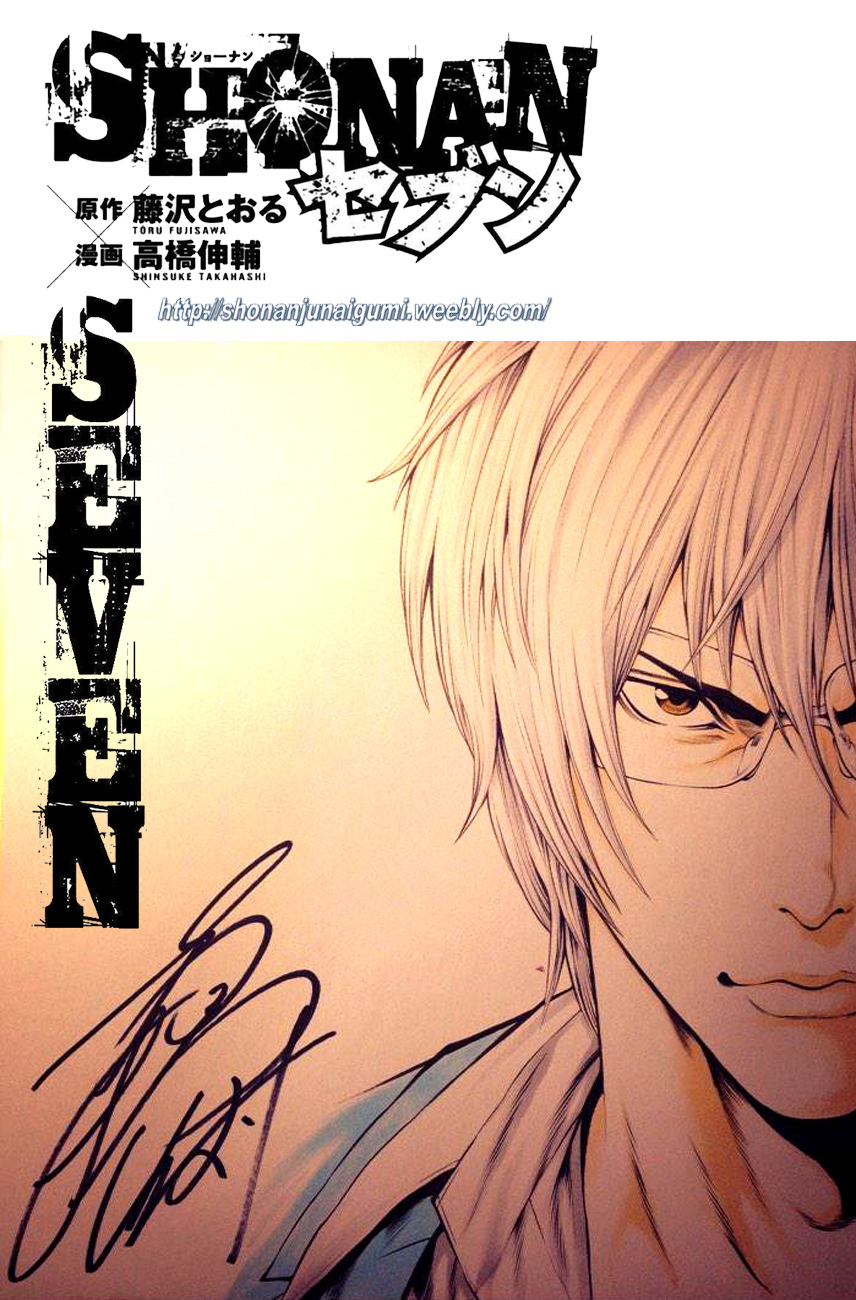 SHONAN
ショーナン
セブン
原作 藤沢とおる
TORU FUJISAWA
漫画 高橋伸輔
SHINSUKE TAKAHASHI
http://shonanjunaigumi.weebly.com/
SEVEN